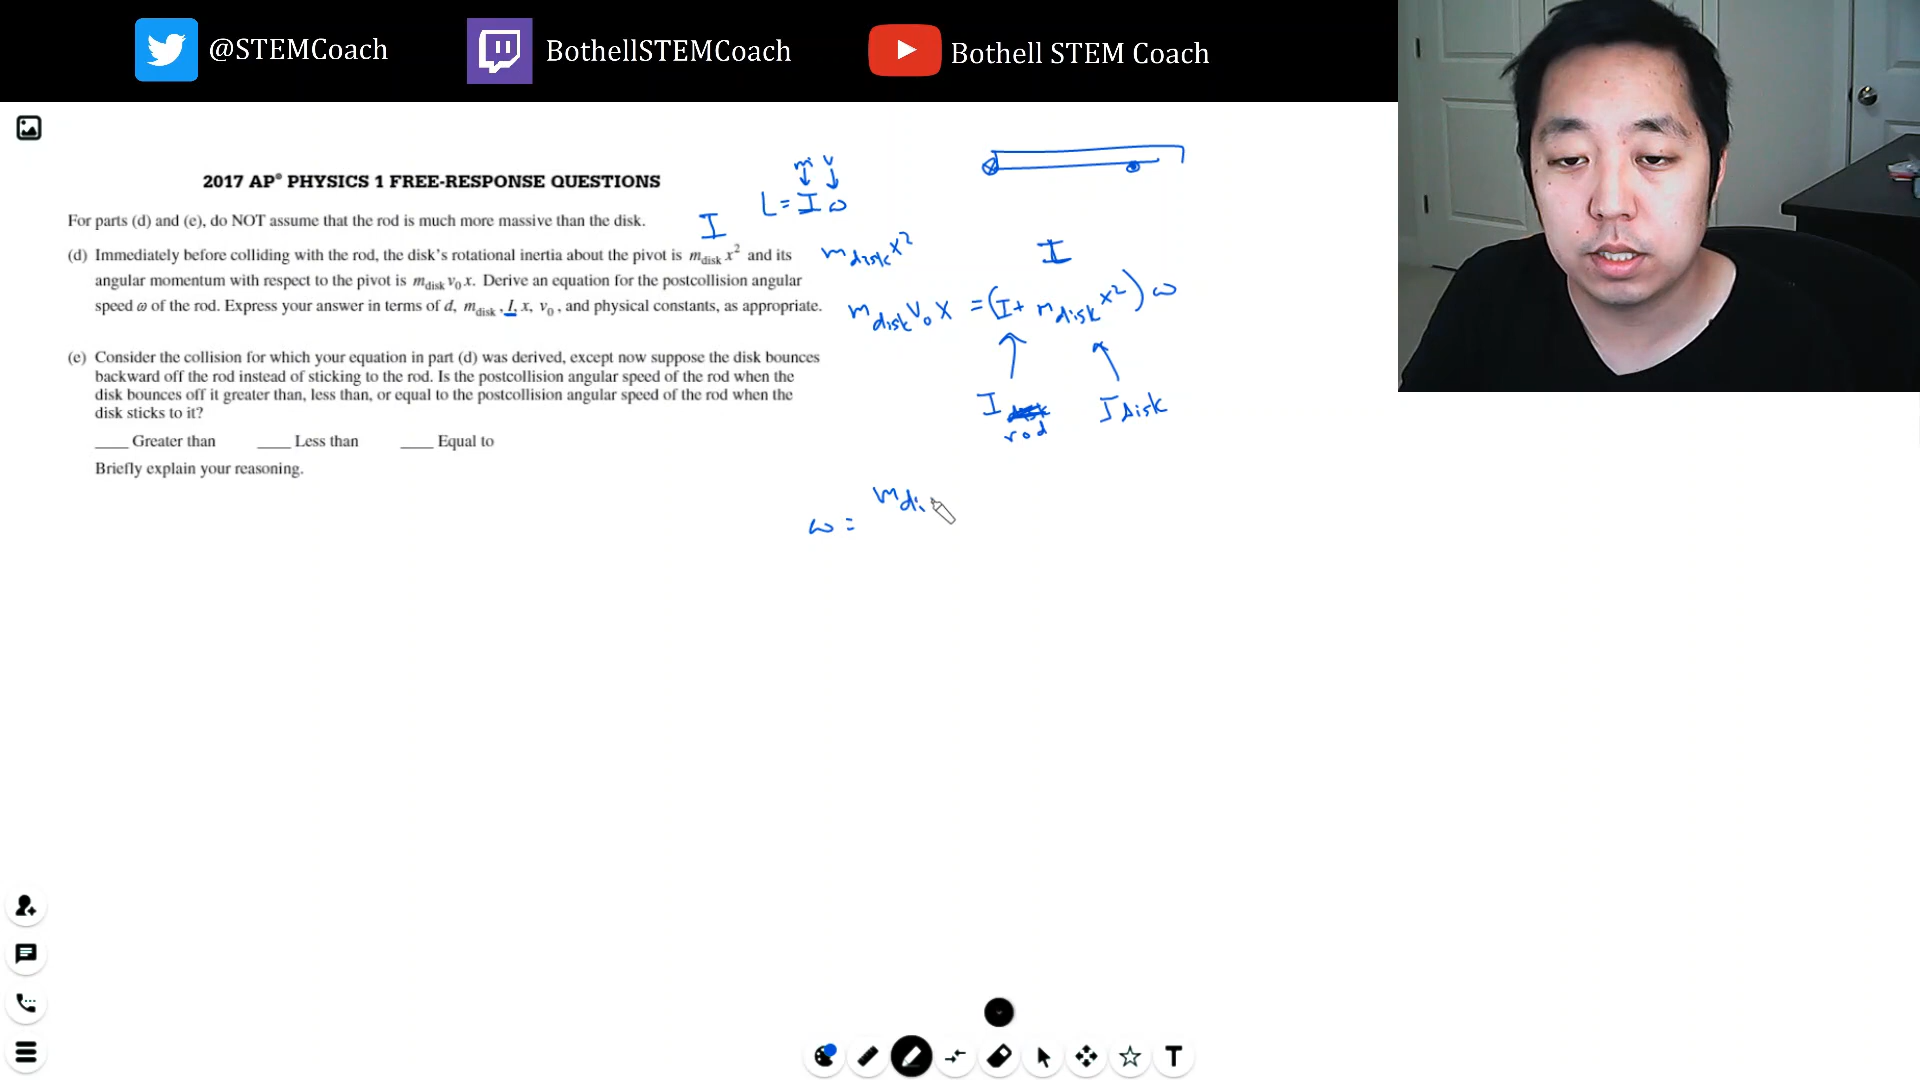 @STEMCoach BothellSTEMCoach Bothell STEM Coach
2017 AP® PHYSICS 1 FREE-RESPONSE QUESTIONS
For parts (d) and (e), do NOT assume that the rod is much more massive than the disk.
(d) Immediately before colliding with the rod, the disk's rotational inertia about the pivot is m_disk x² and its
angular momentum with respect to the pivot is m_disk v₀x. Derive an equation for the postcollision angular
speed ω of the rod. Express your answer in terms of d, m_disk, I, x, v₀, and physical constants, as appropriate.
(e) Consider the collision for which your equation in part (d) was derived, except now suppose the disk bounces
backward off the rod instead of sticking to the rod. Is the postcollision angular speed of the rod when the
disk bounces off it greater than, less than, or equal to the postcollision angular speed of the rod when the
disk sticks to it?
____ Greater than ____ Less than ____ Equal to
Briefly explain your reasoning.
m v
L = I ω
I
m_disk x²
I
m_disk v₀ x = (I + m_disk x²) ω
I rod I Disk
ω = m_di
T